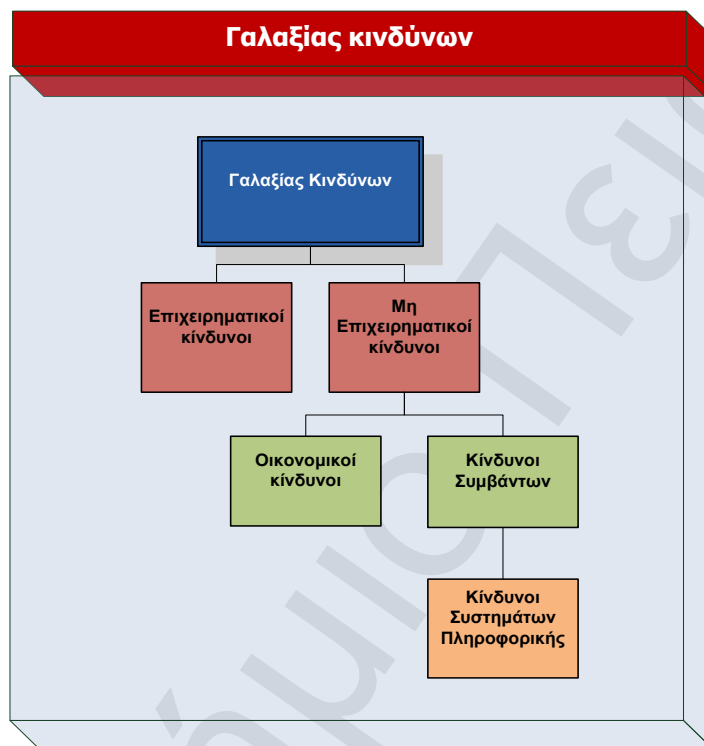 Γαλαξίας κινδύνων
Γαλαξίας Κινδύνων
Επιχειρηματικοί
κίνδυνοι
Μη
Επιχειρηματικοί
κίνδυνοι
Οικονομικοί
κίνδυνοι
Κίνδυνοι
Συμβάντων
Κίνδυνοι
Συστημάτων
Πληροφορικής